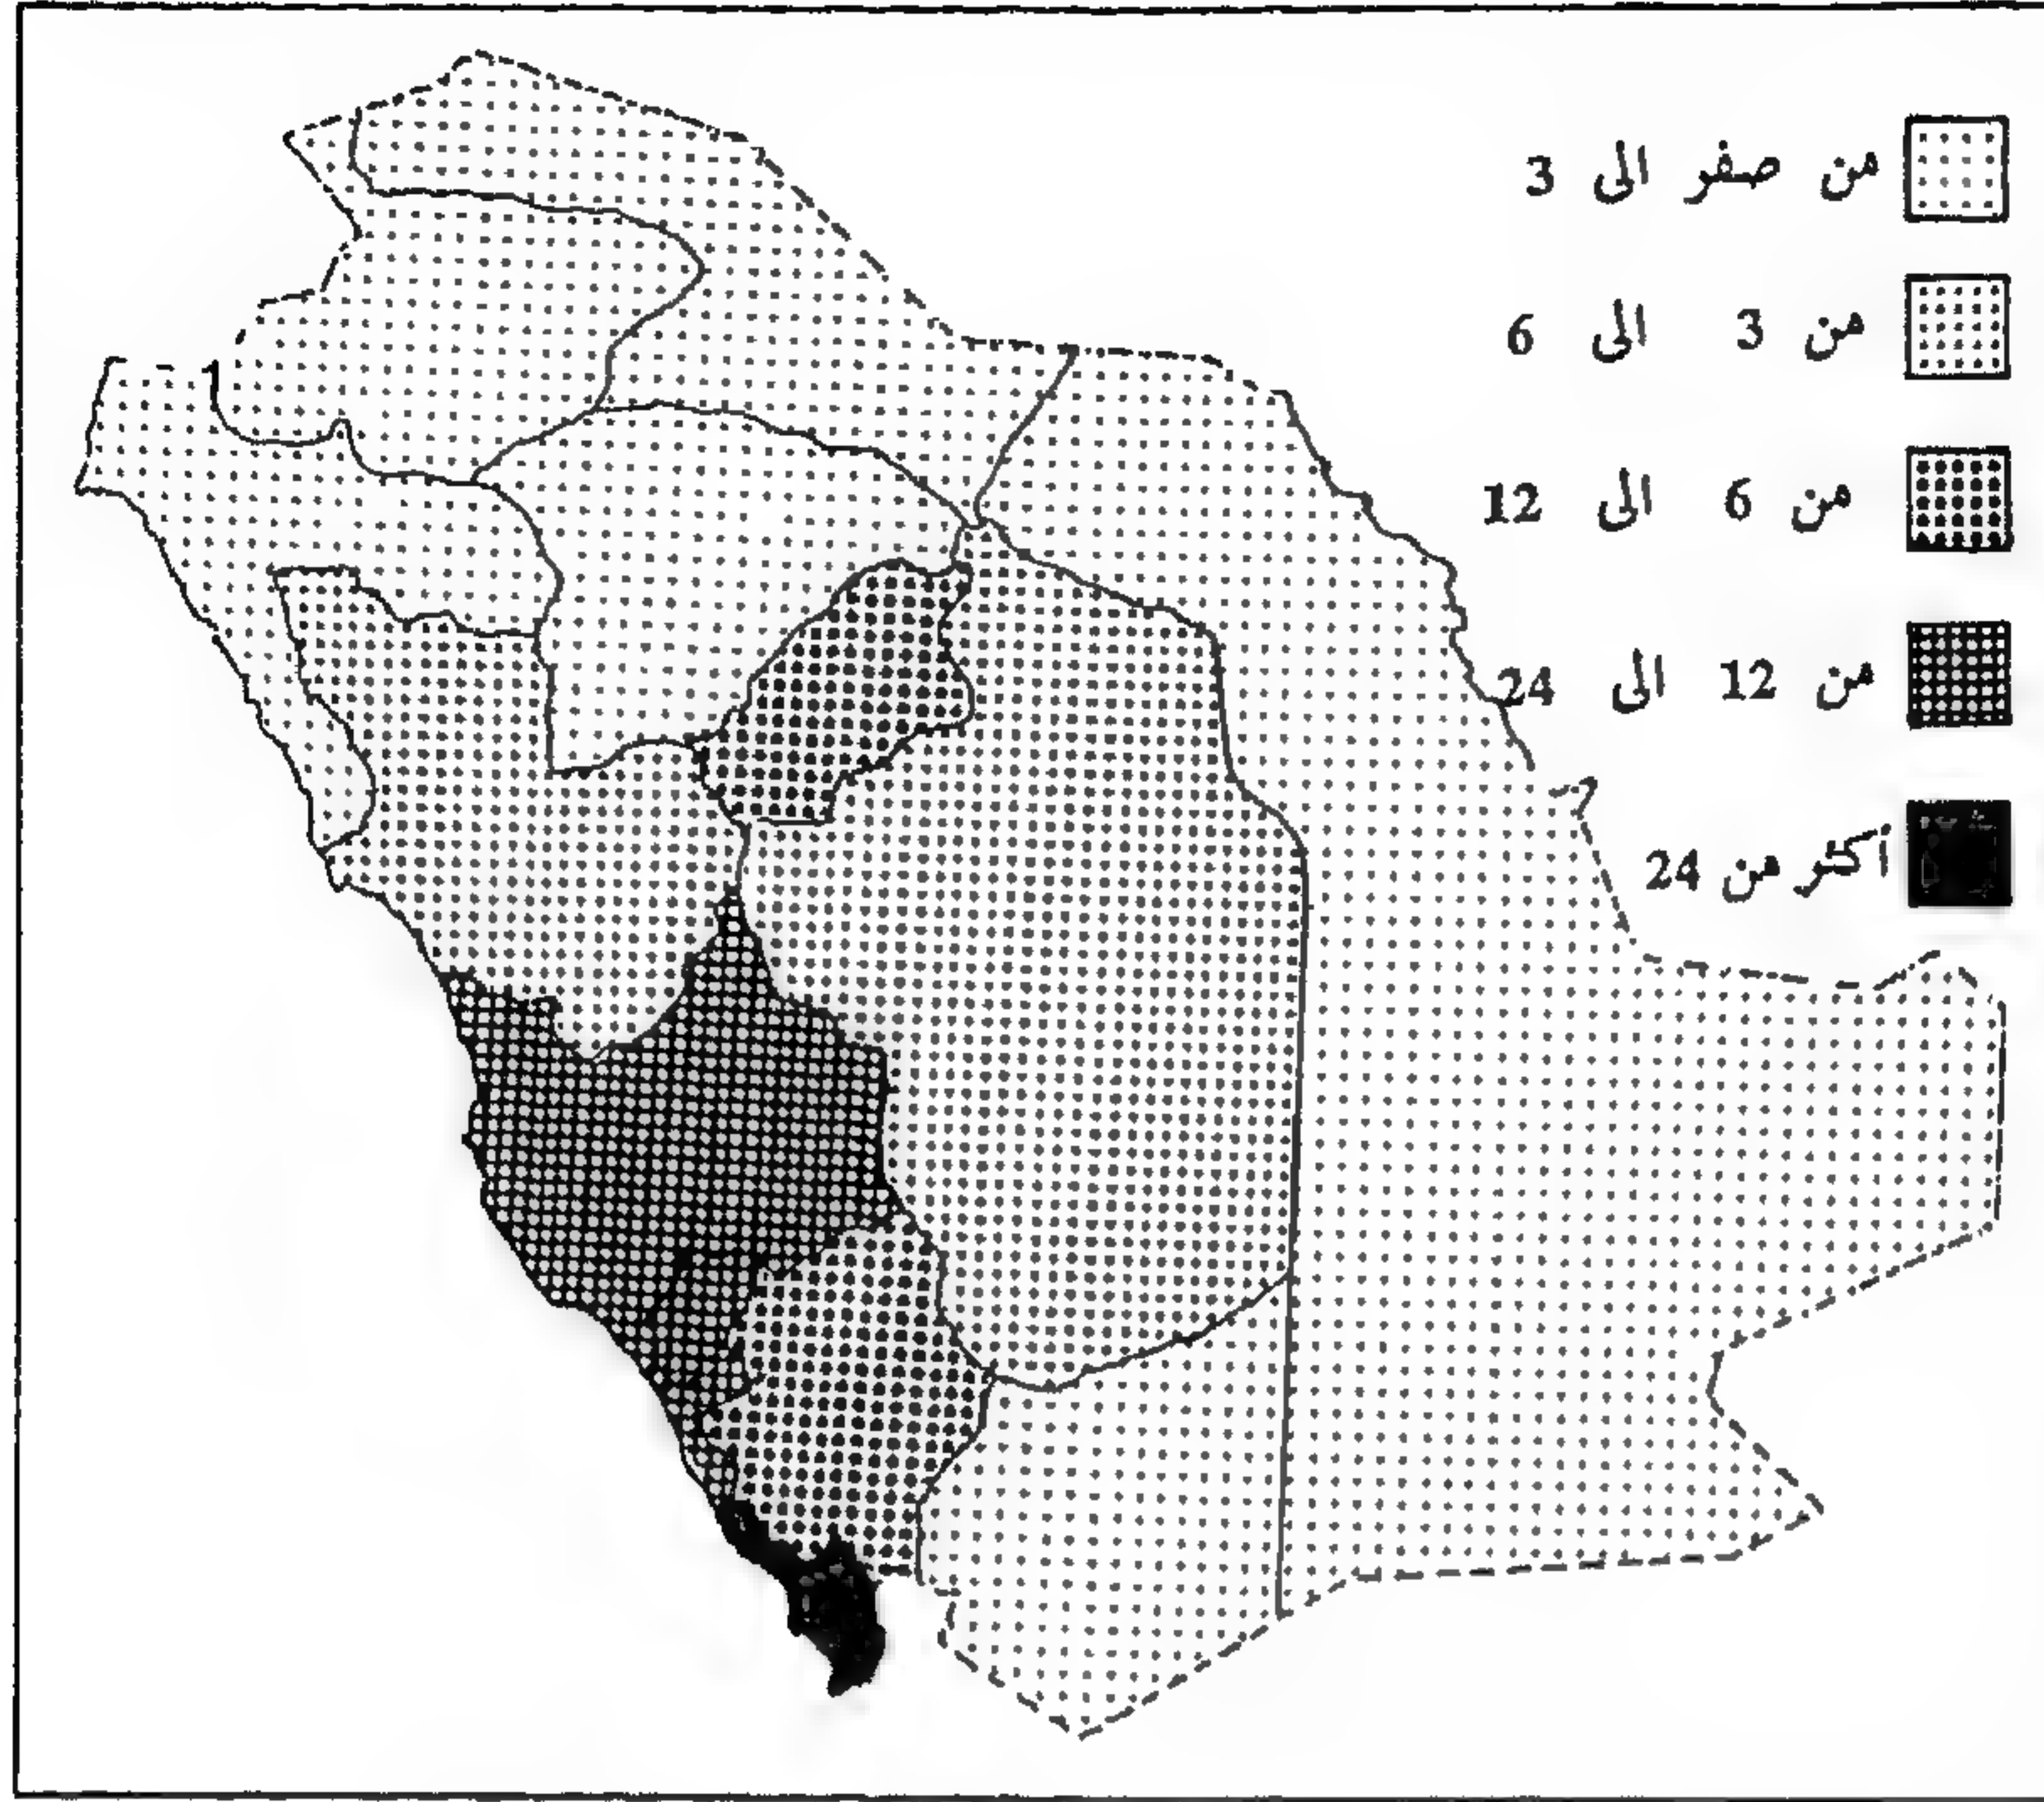 من صفر الى 3
من 3 الى 6
من 6 الى 12
من 12 الى 24
أكثر من 24